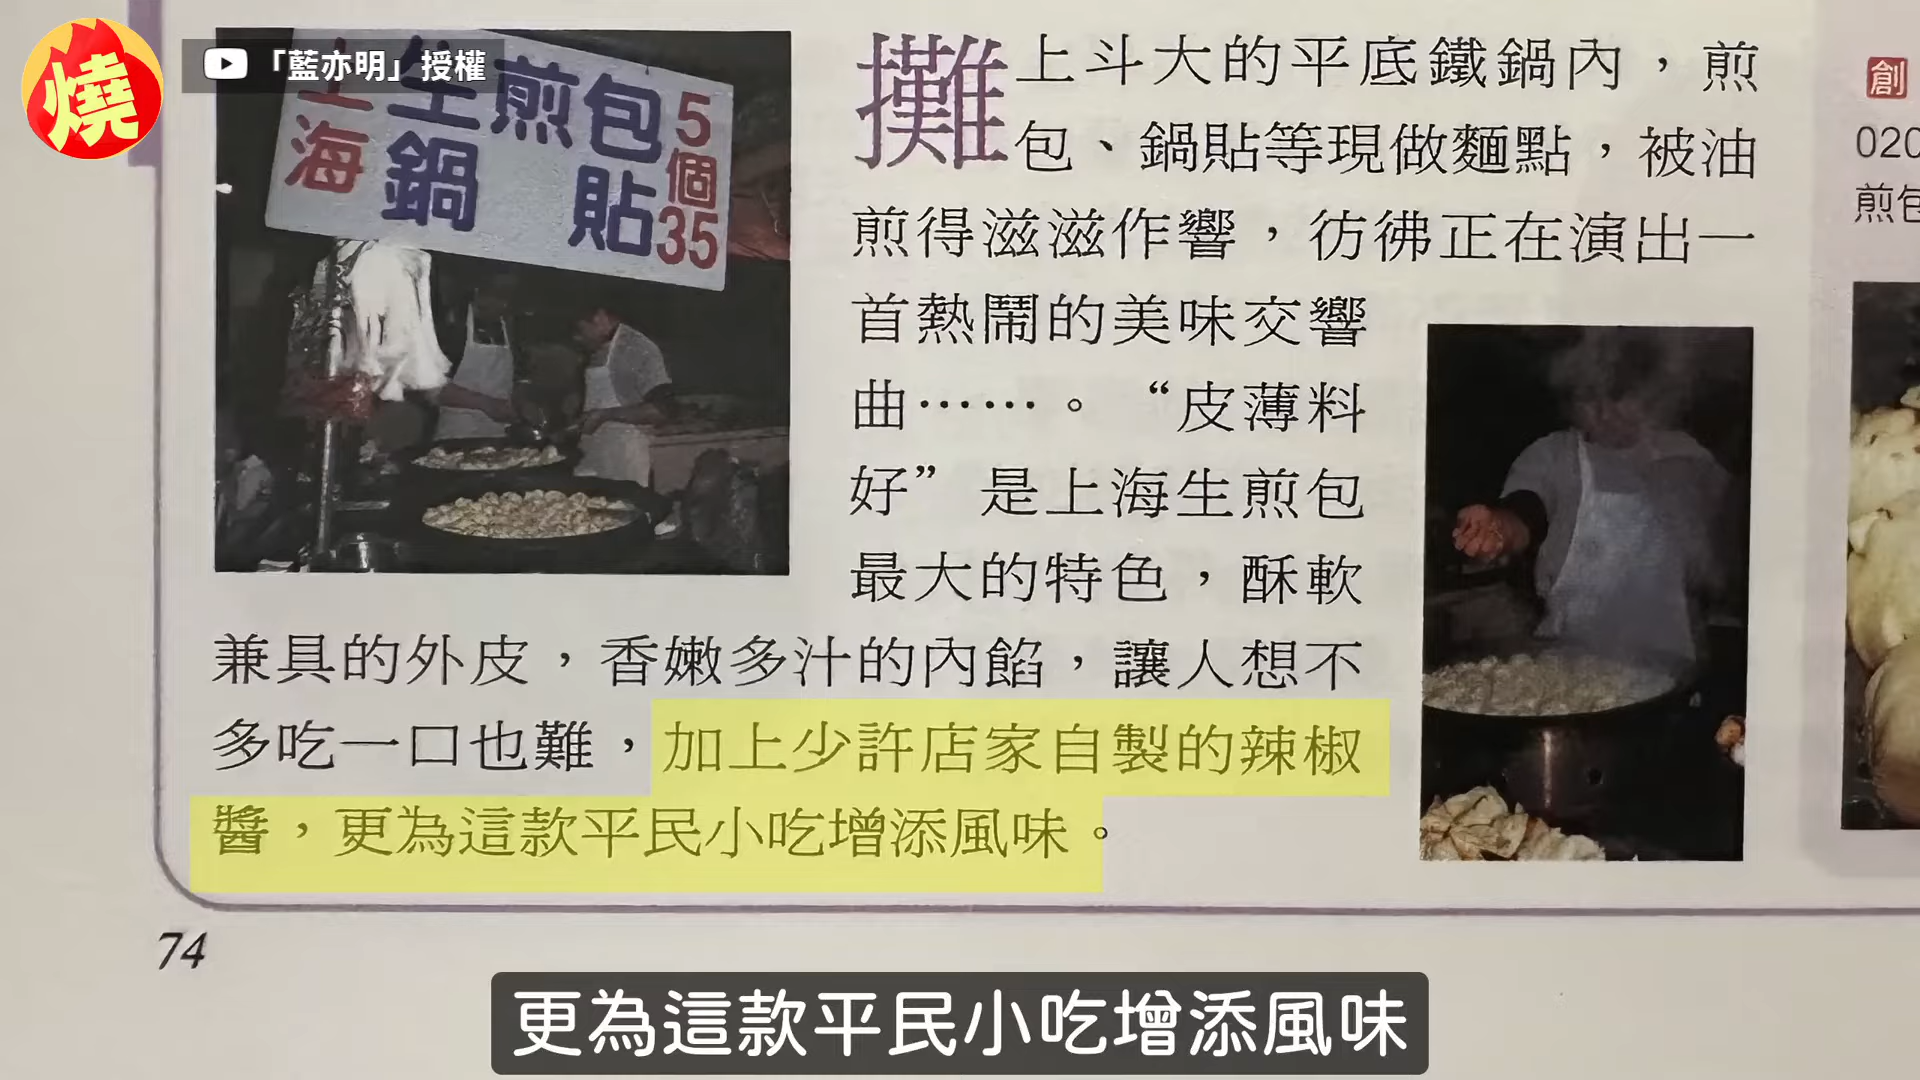 燒
「藍亦明」授權
上海
生煎包
鍋貼
5個35
攤上斗大的平底鐵鍋內，煎
包、鍋貼等現做麵點，被油
煎得滋滋作響，彷彿正在演出一
首熱鬧的美味交響
曲……。“皮薄料
好”是上海生煎包
最大的特色，酥軟
兼具的外皮，香嫩多汁的內餡，讓人想不
多吃一口也難，加上少許店家自製的辣椒
醬，更為這款平民小吃增添風味。
創
020
煎包
74
更為這款平民小吃增添風味